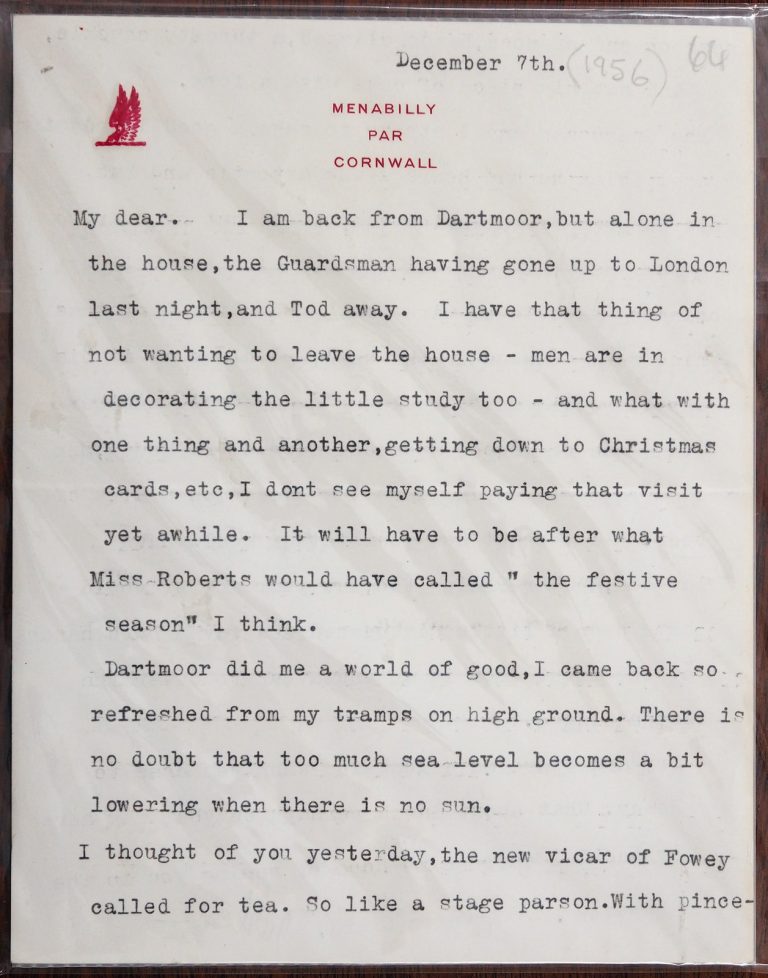 December 7th. (1956) 64
MENABILLY
PAR
CORNWALL
My dear.- I am back from Dartmoor,but alone in
the house,the Guardsman having gone up to London
last night,and Tod away. I have that thing of
not wanting to leave the house - men are in
decorating the little study too - and what with
one thing and another,getting down to Christmas
cards,etc,I dont see myself paying that visit
yet awhile. It will have to be after what
Miss Roberts would have called " the festive
season" I think.
Dartmoor did me a world of good,I came back so
refreshed from my tramps on high ground. There is
no doubt that too much sea level becomes a bit
lowering when there is no sun.
I thought of you yesterday,the new vicar of Fowey
called for tea. So like a stage parson.With pince-